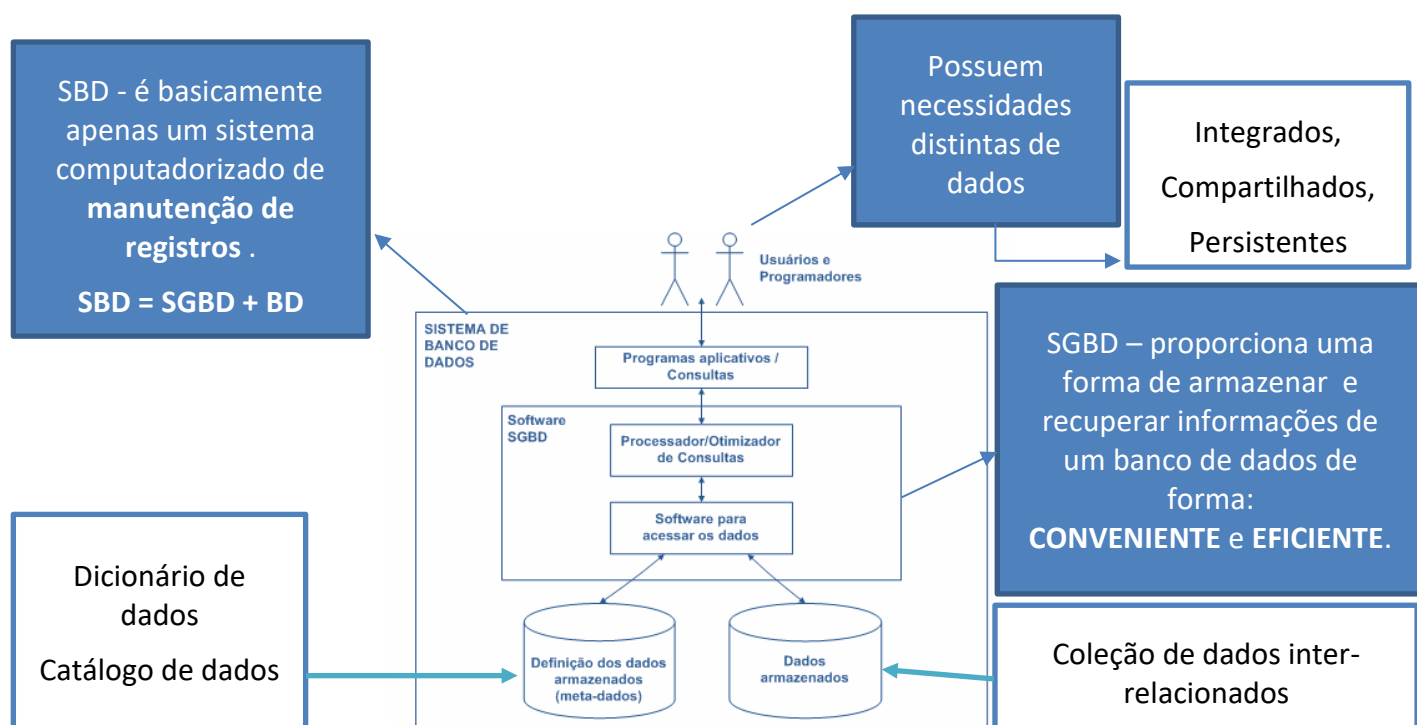 SBD - é basicamente
apenas um sistema
computadorizado de
manutenção de
registros .
SBD = SGBD + BD
Possuem
necessidades
distintas de
dados
Integrados,
Compartilhados,
Persistentes
Usuários e
Programadores
SISTEMA DE
BANCO DE
DADOS
Programas aplicativos /
Consultas
Software
SGBD
Processador/Otimizador
de Consultas
Software para
acessar os dados
SGBD – proporciona uma
forma de armazenar e
recuperar informações de
um banco de dados de
forma:
CONVENIENTE e EFICIENTE.
Dicionário de
dados
Catálogo de dados
Definição dos dados
armazenados
(meta-dados)
Dados
armazenados
Coleção de dados inter-
relacionados